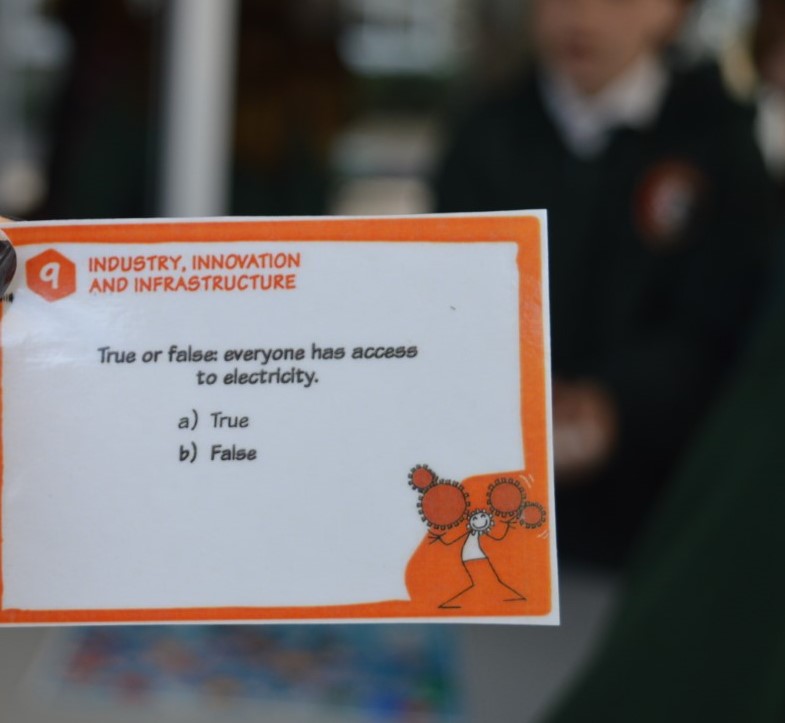 9
INDUSTRY, INNOVATION
AND INFRASTRUCTURE
True or false: everyone has access
to electricity.
a) True
b) False